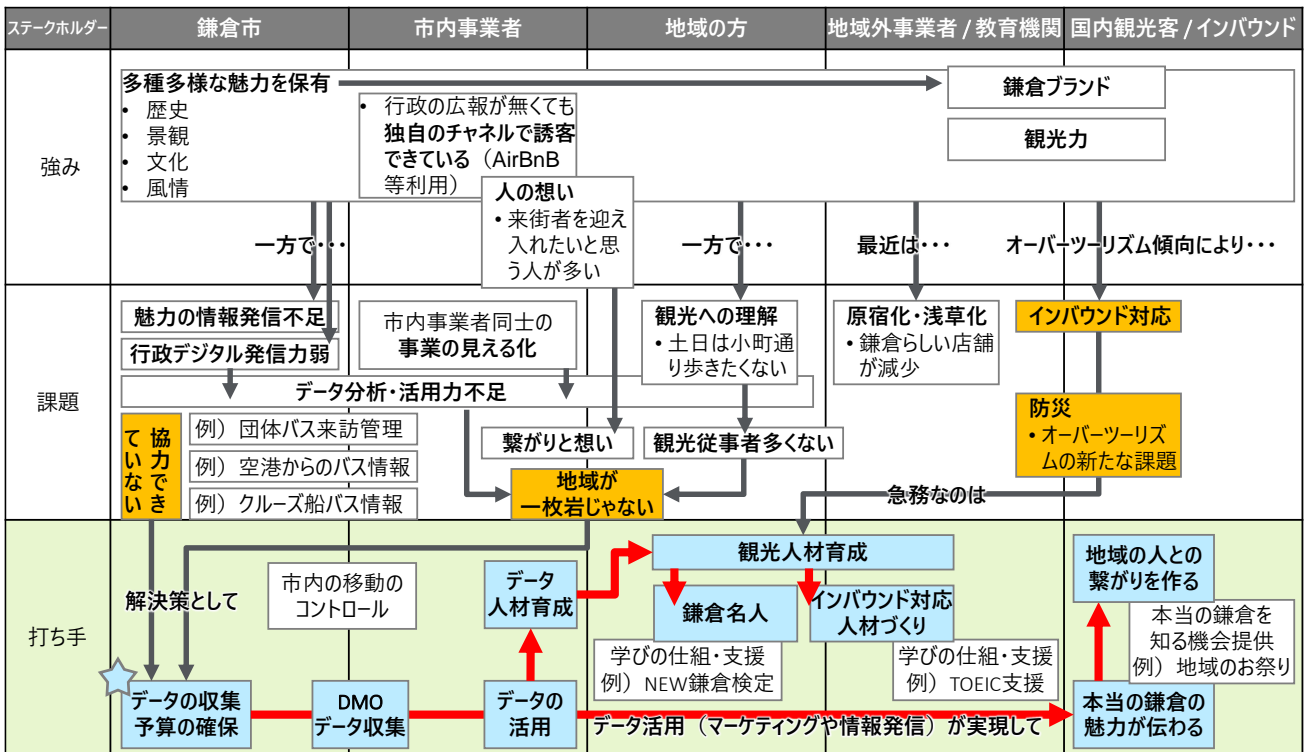 ステークホルダー
鎌倉市
市内事業者
地域の方
地域外事業者 / 教育機関
国内観光客 / インバウンド
強み
多種多様な魅力を保有
• 歴史
• 景観
• 文化
• 風情
• 行政の広報が無くても
独自のチャネルで誘客
できている（AirBnB
等利用）
人の想い
• 来街者を迎え
入れたいと思
う人が多い
鎌倉ブランド
観光力
一方で・・・
一方で・・・
最近は・・・
オーバーツーリズム傾向により・・・
課題
魅力の情報発信不足
行政デジタル発信力弱
市内事業者同士の
事業の見える化
観光への理解
• 土日は小町通
り歩きたくない
原宿化・浅草化
• 鎌倉らしい店舗
が減少
インバウンド対応
データ分析・活用力不足
協力でき
ていない
例）団体バス来訪管理
例）空港からのバス情報
例）クルーズ船バス情報
繋がりと想い
観光従事者多くない
地域が
一枚岩じゃない
防災
• オーバーツーリズ
ムの新たな課題
急務なのは
打ち手
解決策として
市内の移動の
コントロール
データ
人材育成
観光人材育成
鎌倉名人
インバウンド対応
人材づくり
学びの仕組・支援
例）NEW鎌倉検定
学びの仕組・支援
例）TOEIC支援
地域の人との
繋がりを作る
本当の鎌倉を
知る機会提供
例）地域のお祭り
データの収集
予算の確保
DMO
データ収集
データの
活用
データ活用（マーケティングや情報発信）が実現して
本当の鎌倉の
魅力が伝わる